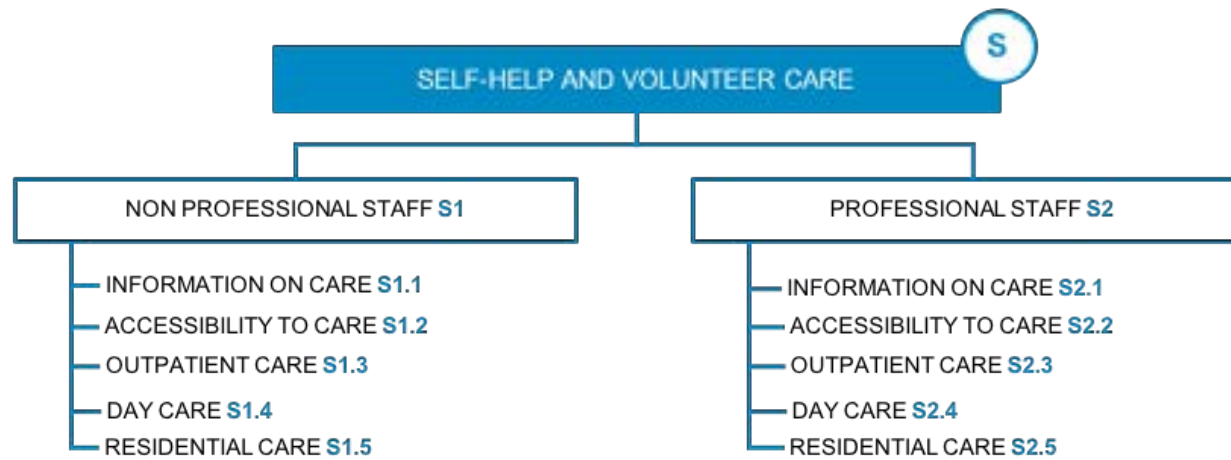 S
SELF-HELP AND VOLUNTEER CARE
NON PROFESSIONAL STAFF S1
INFORMATION ON CARE S1.1
ACCESSIBILITY TO CARE S1.2
OUTPATIENT CARE S1.3
DAY CARE S1.4
RESIDENTIAL CARE S1.5
PROFESSIONAL STAFF S2
INFORMATION ON CARE S2.1
ACCESSIBILITY TO CARE S2.2
OUTPATIENT CARE S2.3
DAY CARE S2.4
RESIDENTIAL CARE S2.5